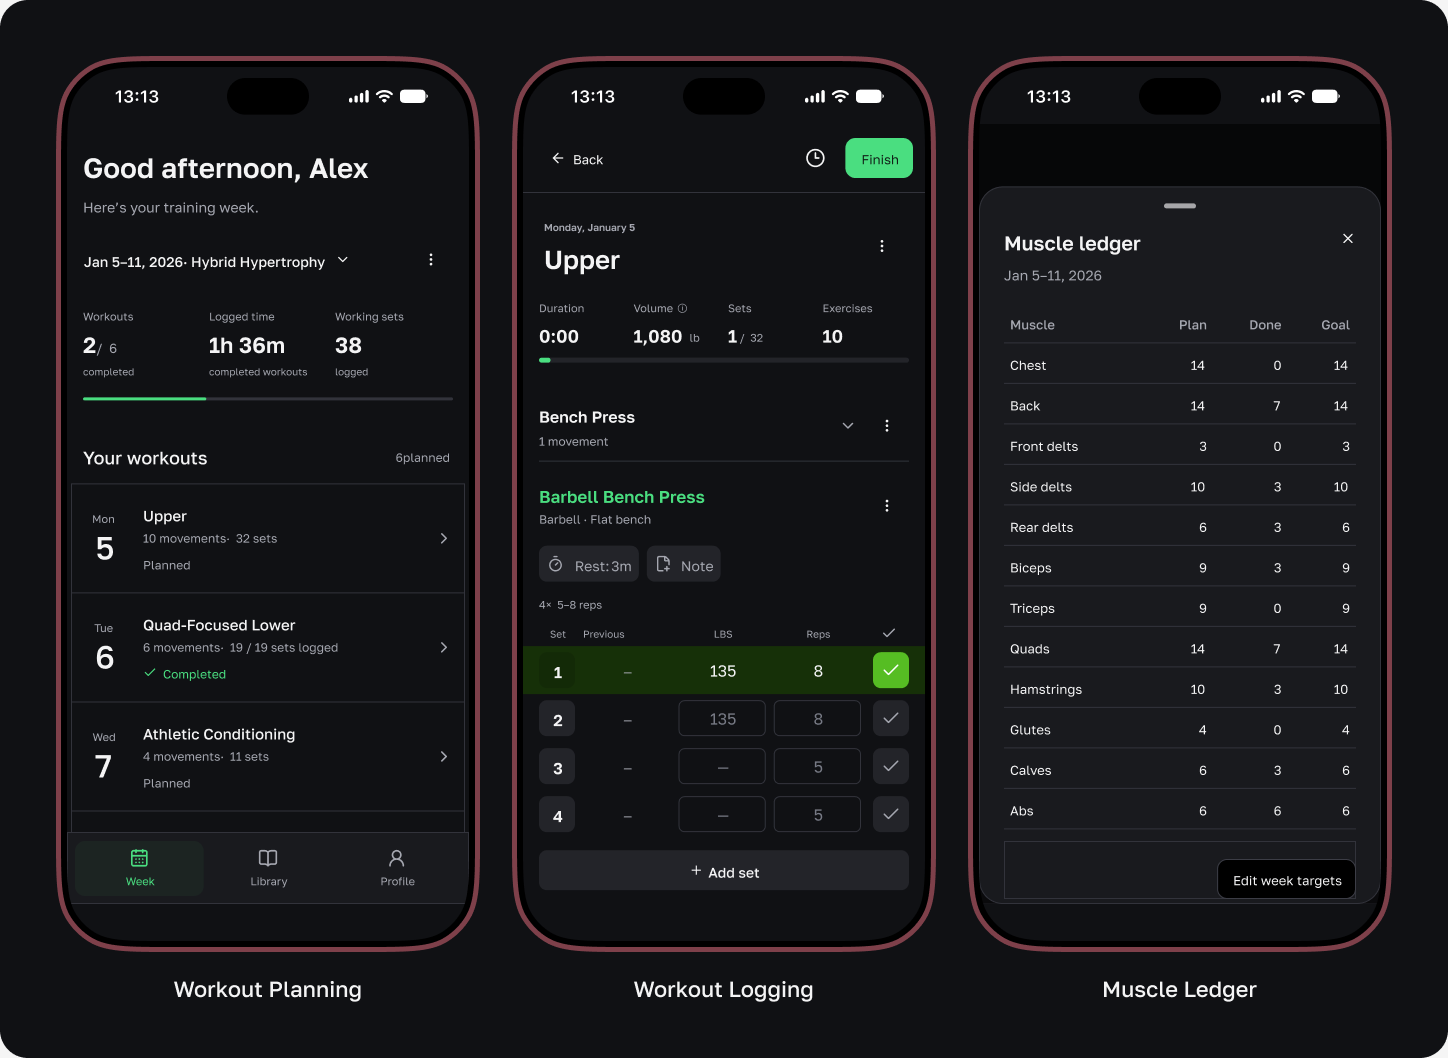 13:13
Good afternoon, Alex
Here's your training week.
Jan 5–11, 2026· Hybrid Hypertrophy
Workouts Logged time Working sets
2/ 6 1h 36m 38
completed completed workouts logged
Your workouts 6planned
Mon
5
Upper
10 movements· 32 sets
Planned
Tue
6
Quad-Focused Lower
6 movements· 19 / 19 sets logged
Completed
Wed
7
Athletic Conditioning
4 movements· 11 sets
Planned
Week Library Profile
Workout Planning
13:13
Back Finish
Monday, January 5
Upper
Duration Volume Sets Exercises
0:00 1,080 lb 1/ 32 10
Bench Press
1 movement
Barbell Bench Press
Barbell · Flat bench
Rest:3m Note
4× 5–8 reps
Set Previous LBS Reps
1 – 135 8
2 – 135 8
3 – — 5
4 – — 5
+ Add set
Workout Logging
13:13
Muscle ledger
Jan 5–11, 2026
Muscle Plan Done Goal
Chest 14 0 14
Back 14 7 14
Front delts 3 0 3
Side delts 10 3 10
Rear delts 6 3 6
Biceps 9 3 9
Triceps 9 0 9
Quads 14 7 14
Hamstrings 10 3 10
Glutes 4 0 4
Calves 6 3 6
Abs 6 6 6
Edit week targets
Muscle Ledger